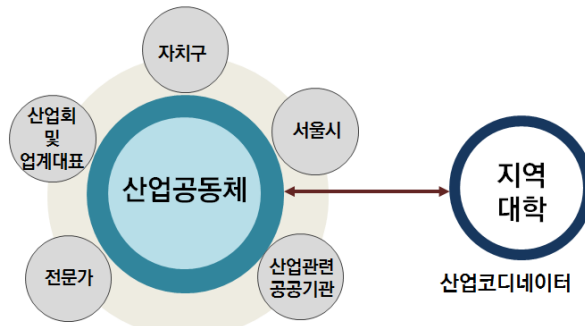 자치구
산업회
및
업계대표
서울시
산업공동체
지역
대학
전문가
산업관련
공공기관
산업코디네이터